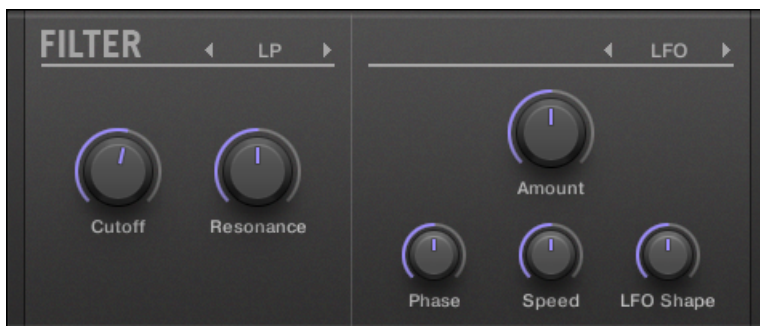 FILTER LP LFO
Amount
Cutoff Resonance
Phase Speed LFO Shape